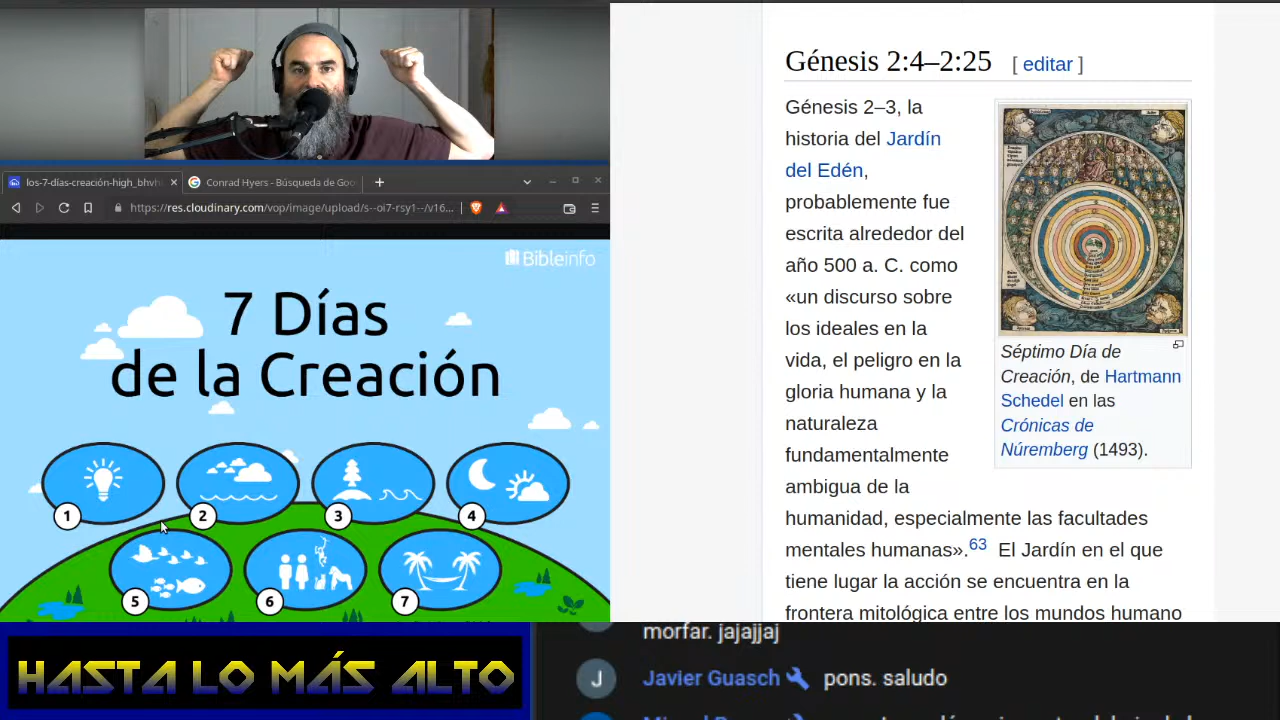 los-7-días-creación-high_bhvh
Conrad Hyers - Búsqueda de Goo
https://res.cloudinary.com/vop/image/upload/s--oi7-rsy1--/v16...
Bibleinfo
7 Días
de la Creación
1
2
3
4
5
6
7
Génesis 2:4–2:25 [ editar ]
Génesis 2–3, la
historia del Jardín
del Edén,
probablemente fue
escrita alrededor del
año 500 a. C. como
«un discurso sobre
los ideales en la
vida, el peligro en la
gloria humana y la
naturaleza
fundamentalmente
ambigua de la
humanidad, especialmente las facultades
mentales humanas».63 El Jardín en el que
tiene lugar la acción se encuentra en la
frontera mitológica entre los mundos humano
Séptimo Día de
Creación, de Hartmann
Schedel en las
Crónicas de
Núremberg (1493).
HASTA LO MÁS ALTO
morfar. jajajjaj
J
Javier Guasch pons. saludo